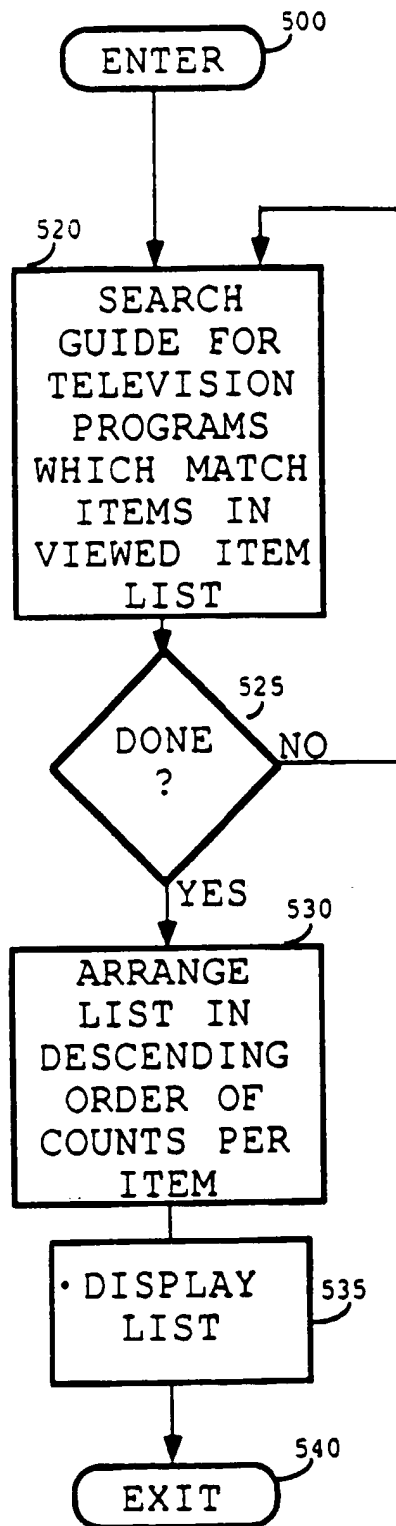 500
ENTER
520
SEARCH
GUIDE FOR
TELEVISION
PROGRAMS
WHICH MATCH
ITEMS IN
VIEWED ITEM
LIST
525
DONE
?
NO
YES
530
ARRANGE
LIST IN
DESCENDING
ORDER OF
COUNTS PER
ITEM
DISPLAY
LIST
535
540
EXIT